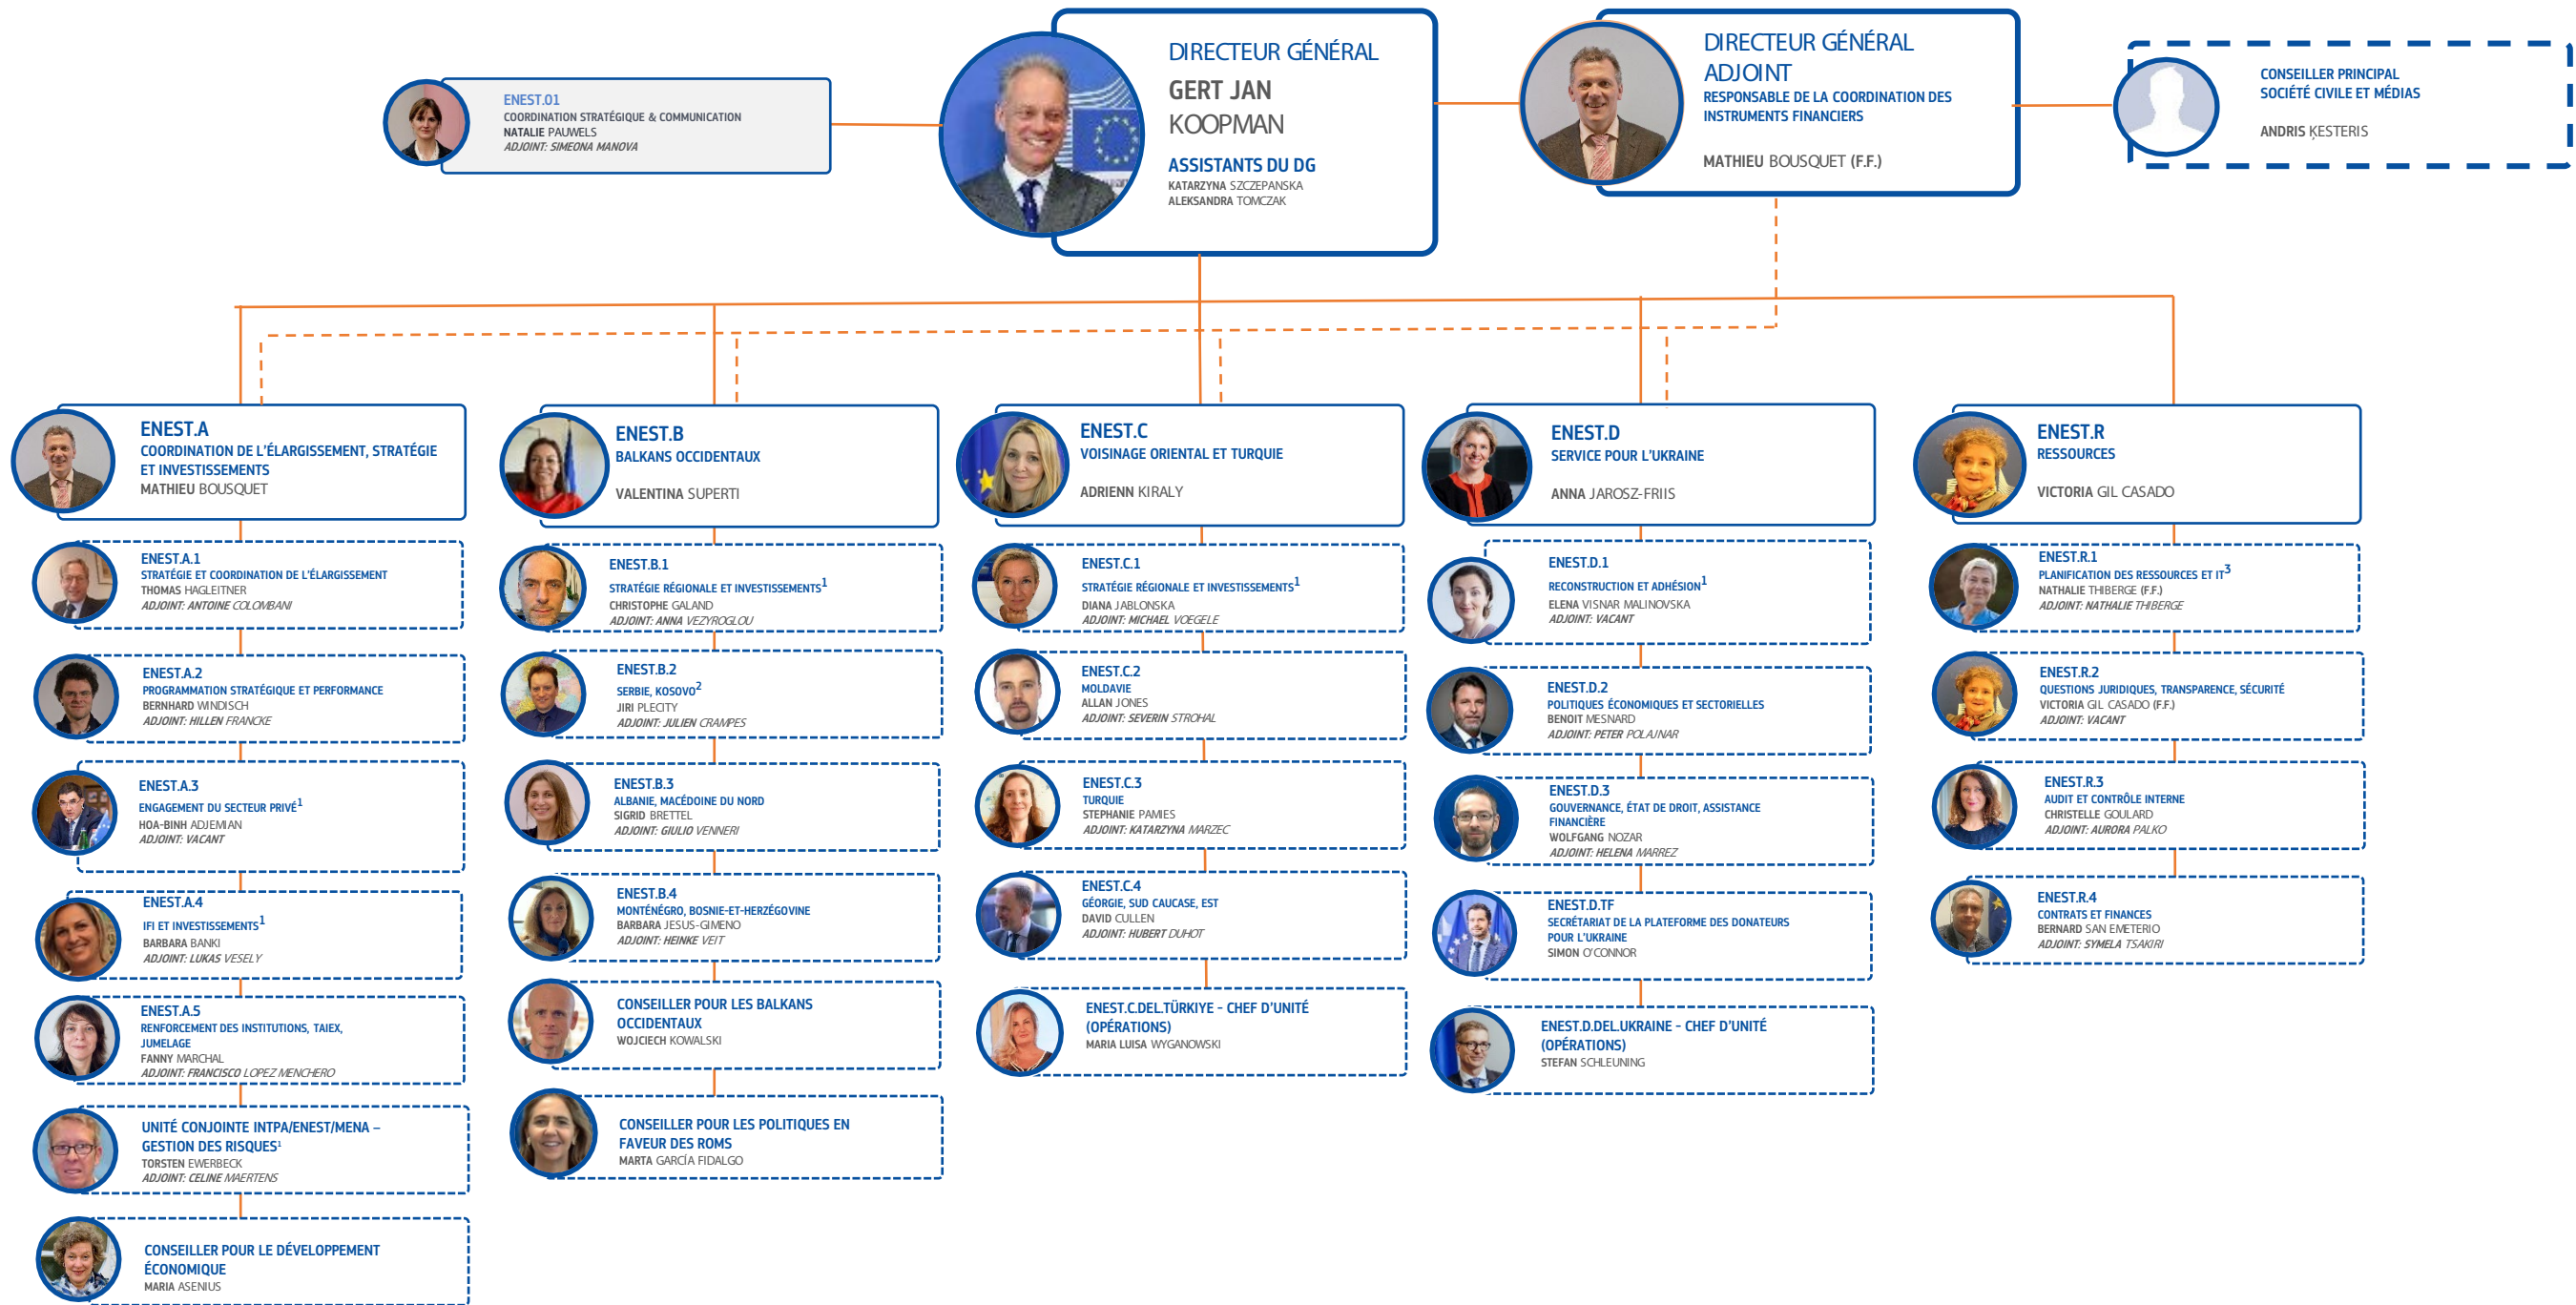 ENEST.01
COORDINATION STRATÉGIQUE & COMMUNICATION
NATALIE PAUWELS
ADJOINT: SIMEONA MANOVA
DIRECTEUR GÉNÉRAL
GERT JAN
KOOPMAN
ASSISTANTS DU DG
KATARZYNA SZCZEPANSKA
ALEKSANDRA TOMCZAK
DIRECTEUR GÉNÉRAL
ADJOINT
RESPONSABLE DE LA COORDINATION DES
INSTRUMENTS FINANCIERS
MATHIEU BOUSQUET (F.F.)
CONSEILLER PRINCIPAL
SOCIÉTÉ CIVILE ET MÉDIAS
ANDRIS ĶESTERIS
ENEST.A
COORDINATION DE L’ÉLARGISSEMENT, STRATÉGIE
ET INVESTISSEMENTS
MATHIEU BOUSQUET
ENEST.A.1
STRATÉGIE ET COORDINATION DE L’ÉLARGISSEMENT
THOMAS HAGLEITNER
ADJOINT: ANTOINE COLOMBANI
ENEST.A.2
PROGRAMMATION STRATÉGIQUE ET PERFORMANCE
BERNHARD WINDISCH
ADJOINT: HILLEN FRANCKE
ENEST.A.3
ENGAGEMENT DU SECTEUR PRIVÉ¹
HOA-BINH ADJEMIAN
ADJOINT: VACANT
ENEST.A.4
IFI ET INVESTISSEMENTS¹
BARBARA BANKI
ADJOINT: LUKAS VESELY
ENEST.A.5
RENFORCEMENT DES INSTITUTIONS, TAIEX,
JUMELAGE
FANNY MARCHAL
ADJOINT: FRANCISCO LOPEZ MENCHERO
UNITÉ CONJOINTE INTPA/ENEST/MENA –
GESTION DES RISQUES¹
TORSTEN EWERBECK
ADJOINT: CELINE MAERTENS
CONSEILLER POUR LE DÉVELOPPEMENT
ÉCONOMIQUE
MARIA ASENIUS
ENEST.B
BALKANS OCCIDENTAUX
VALENTINA SUPERTI
ENEST.B.1
STRATÉGIE RÉGIONALE ET INVESTISSEMENTS¹
CHRISTOPHE GALAND
ADJOINT: ANNA VEZYROGLOU
ENEST.B.2
SERBIE, KOSOVO²
JIRI PLECITY
ADJOINT: JULIEN CRAMPES
ENEST.B.3
ALBANIE, MACÉDOINE DU NORD
SIGRID BRETTEL
ADJOINT: GIULIO VENNERI
ENEST.B.4
MONTÉNÉGRO, BOSNIE-ET-HERZÉGOVINE
BARBARA JESUS-GIMENO
ADJOINT: HEINKE VEIT
CONSEILLER POUR LES BALKANS
OCCIDENTAUX
WOJCIECH KOWALSKI
CONSEILLER POUR LES POLITIQUES EN
FAVEUR DES ROMS
MARTA GARCÍA FIDALGO
ENEST.C
VOISINAGE ORIENTAL ET TURQUIE
ADRIENN KIRALY
ENEST.C.1
STRATÉGIE RÉGIONALE ET INVESTISSEMENTS¹
DIANA JABLONSKA
ADJOINT: MICHAEL VOEGELE
ENEST.C.2
MOLDAVIE
ALLAN JONES
ADJOINT: SEVERIN STROHAL
ENEST.C.3
TURQUIE
STEPHANIE PAMIES
ADJOINT: KATARZYNA MARZEC
ENEST.C.4
GÉORGIE, SUD CAUCASE, EST
DAVID CULLEN
ADJOINT: HUBERT DUHOT
ENEST.C.DEL.TÜRKIYE - CHEF D’UNITÉ
(OPÉRATIONS)
MARIA LUISA WYGANOWSKI
ENEST.D
SERVICE POUR L’UKRAINE
ANNA JAROSZ-FRIIS
ENEST.D.1
RECONSTRUCTION ET ADHÉSION¹
ELENA VISNAR MALINOVSKA
ADJOINT: VACANT
ENEST.D.2
POLITIQUES ÉCONOMIQUES ET SECTORIELLES
BENOIT MESNARD
ADJOINT: PETER POLAJNAR
ENEST.D.3
GOUVERNANCE, ÉTAT DE DROIT, ASSISTANCE
FINANCIÈRE
WOLFGANG NOZAR
ADJOINT: HELENA MARREZ
ENEST.D.TF
SECRÉTARIAT DE LA PLATEFORME DES DONATEURS
POUR L’UKRAINE
SIMON O’CONNOR
ENEST.D.DEL.UKRAINE - CHEF D’UNITÉ
(OPÉRATIONS)
STEFAN SCHLEUNING
ENEST.R
RESSOURCES
VICTORIA GIL CASADO
ENEST.R.1
PLANIFICATION DES RESSOURCES ET IT³
NATHALIE THIBERGE (F.F.)
ADJOINT: NATHALIE THIBERGE
ENEST.R.2
QUESTIONS JURIDIQUES, TRANSPARENCE, SÉCURITÉ
VICTORIA GIL CASADO (F.F.)
ADJOINT: VACANT
ENEST.R.3
AUDIT ET CONTRÔLE INTERNE
CHRISTELLE GOULARD
ADJOINT: AURORA PALKO
ENEST.R.4
CONTRATS ET FINANCES
BERNARD SAN EMETERIO
ADJOINT: SYMELA TSAKIRI